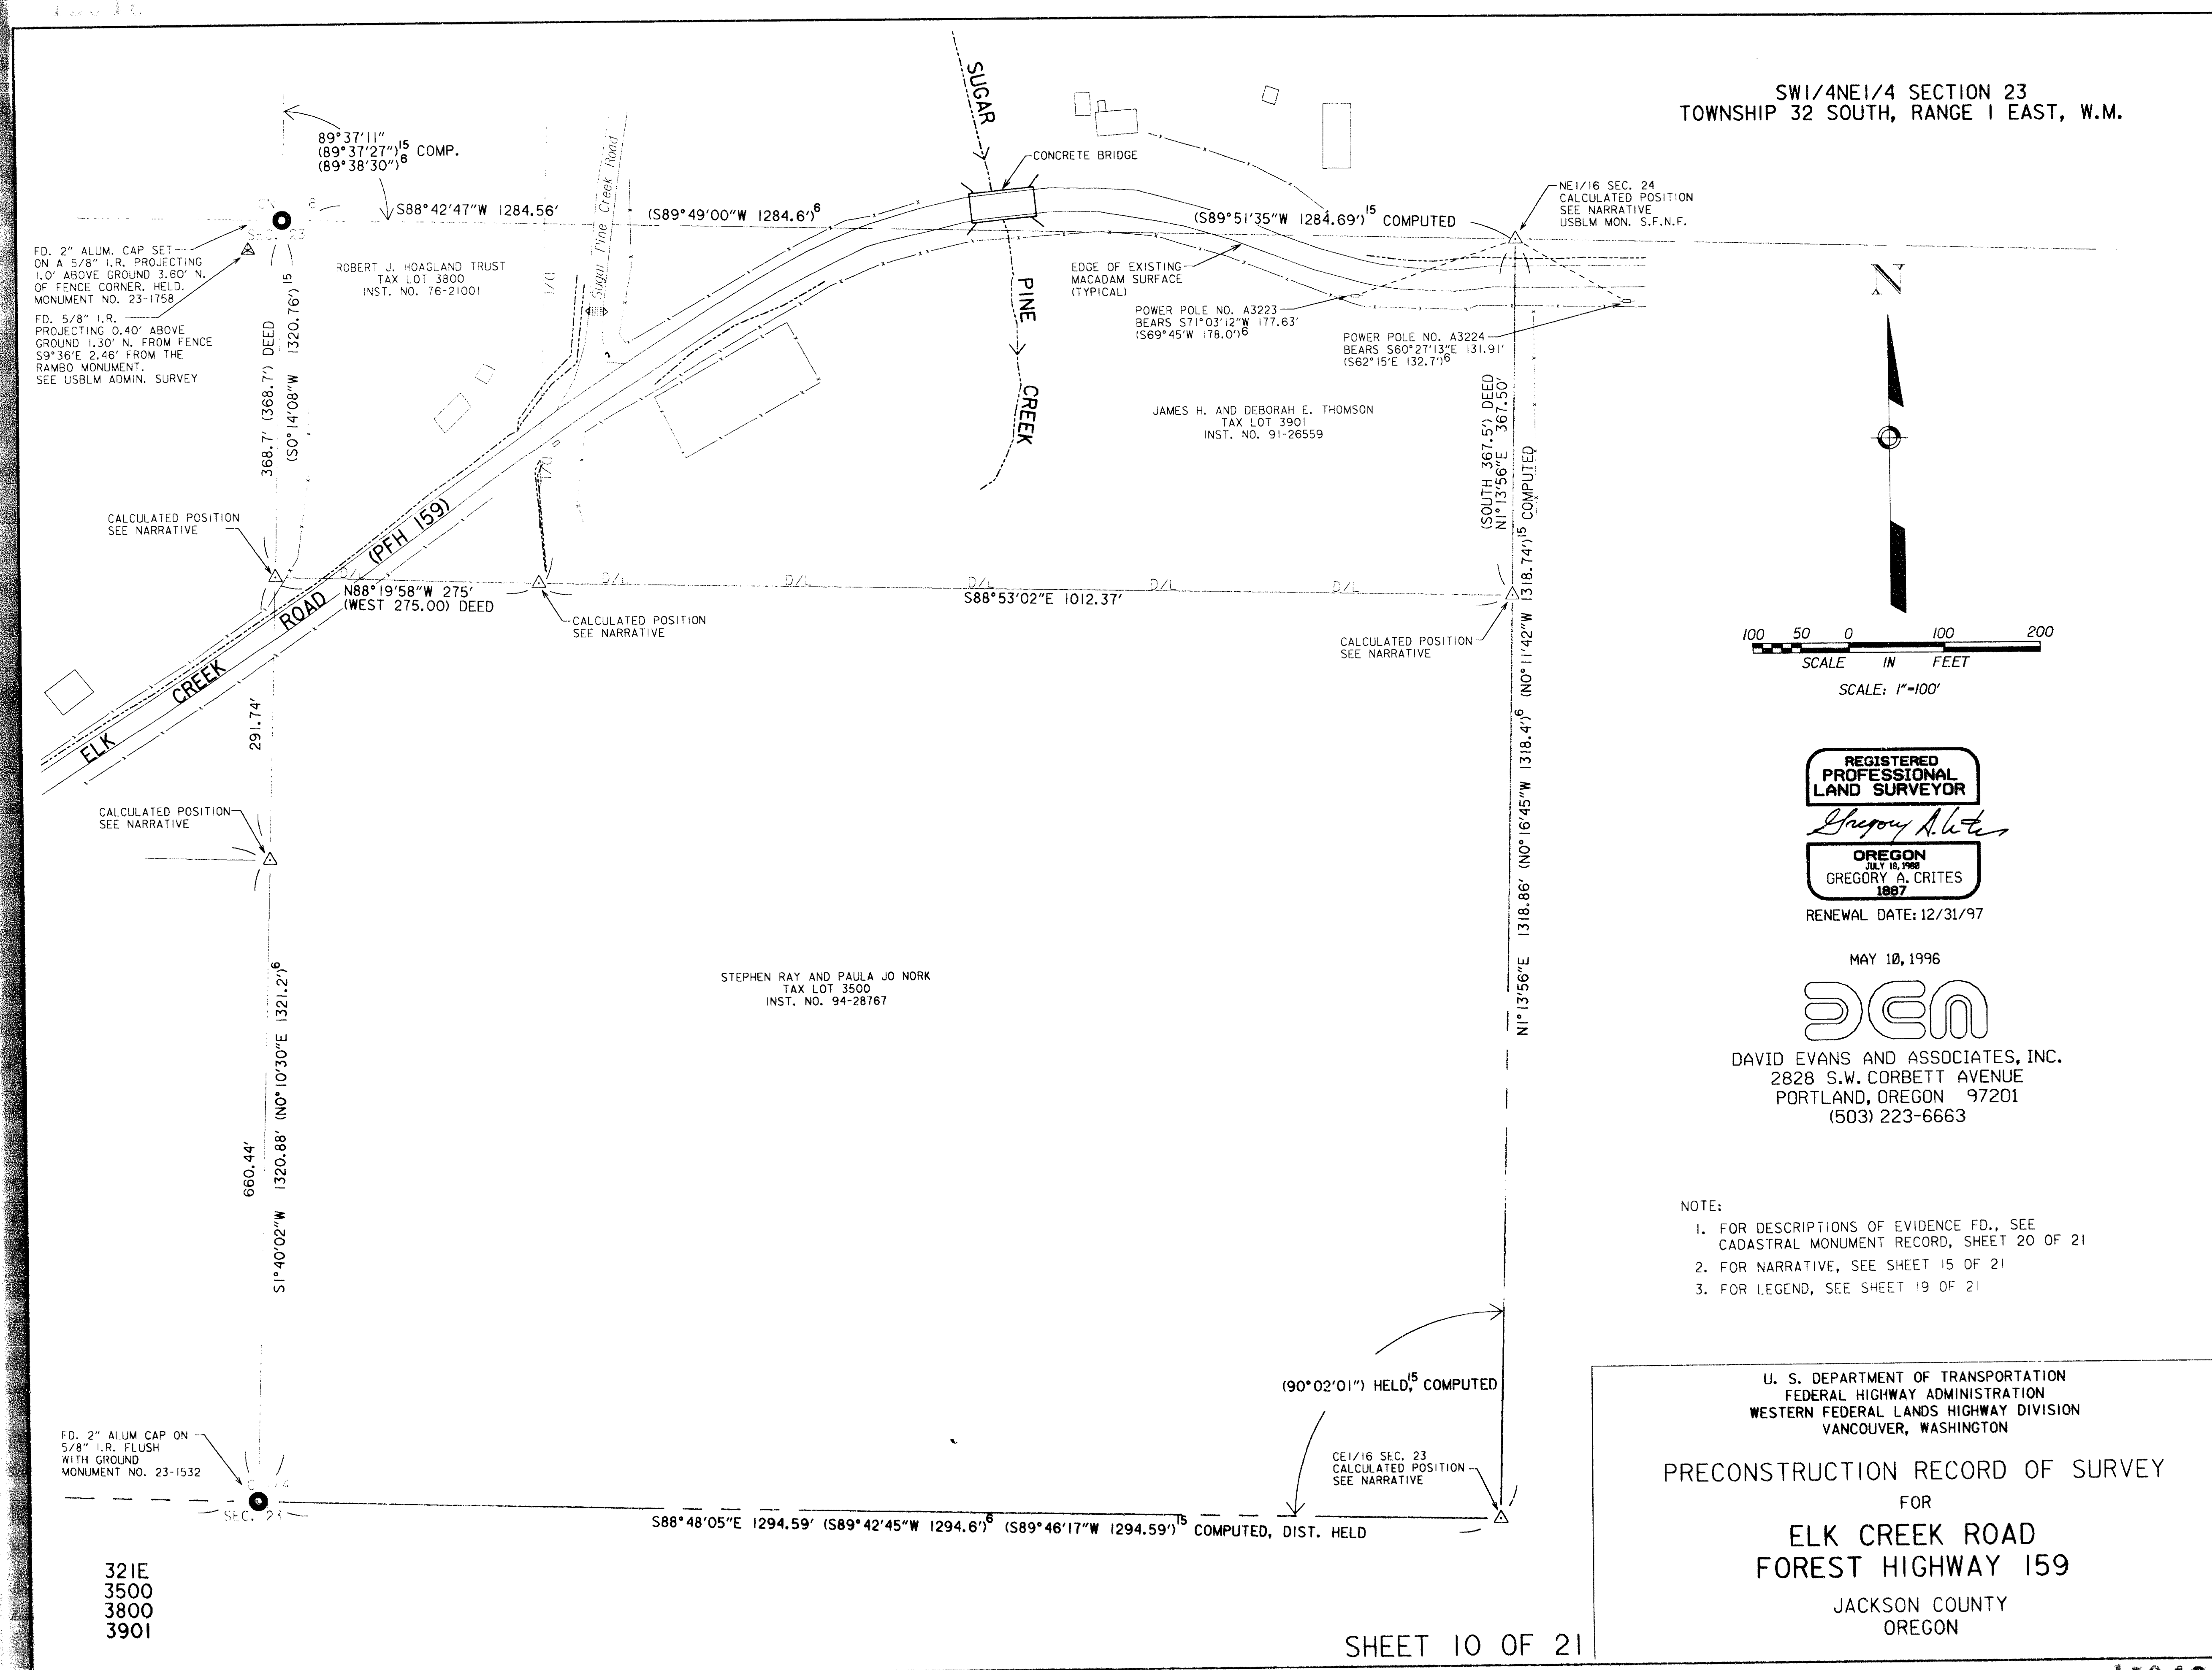 SW1/4NE1/4 SECTION 23
TOWNSHIP 32 SOUTH, RANGE 1 EAST, W.M.
89°37'11"
(89°37'27")15 COMP.
(89°38'30")6
S88°42'47"W 1284.56'
(S89°49'00"W 1284.6')6
(S89°51'35"W 1284.69')15 COMPUTED
SUGAR
PINE
CREEK
CONCRETE BRIDGE
Sugar Pine Creek Road
NE1/16 SEC. 24
CALCULATED POSITION
SEE NARRATIVE
USBLM MON. S.F.N.F.
FD. 2" ALUM. CAP SET
ON A 5/8" I.R. PROJECTING
1.0' ABOVE GROUND 3.60' N.
OF FENCE CORNER. HELD.
MONUMENT NO. 23-1758
FD. 5/8" I.R.
PROJECTING 0.40' ABOVE
GROUND 1.30' N. FROM FENCE
S9°36'E 2.46' FROM THE
RAMBO MONUMENT.
SEE USBLM ADMIN. SURVEY
ROBERT J. HOAGLAND TRUST
TAX LOT 3800
INST. NO. 76-21001
EDGE OF EXISTING
MACADAM SURFACE
(TYPICAL)
POWER POLE NO. A3223
BEARS S71°03'12"W 177.63'
(S69°45'W 178.0')6
POWER POLE NO. A3224
BEARS S60°27'13"E 131.91'
(S62°15'E 132.7')6
JAMES H. AND DEBORAH E. THOMSON
TAX LOT 3901
INST. NO. 91-26559
368.7' (368.7') DEED
(S0°14'08"W 1320.76')15
(SOUTH 367.5') DEED
N1°13'56"E 367.50'
N
CALCULATED POSITION
SEE NARRATIVE
D/L
D/L
D/L
D/L
D/L
D/L
D/L
D/L
D/L
N88°19'58"W 275'
(WEST 275.00) DEED
S88°53'02"E 1012.37'
CALCULATED POSITION
SEE NARRATIVE
CALCULATED POSITION
SEE NARRATIVE
ELK CREEK ROAD (PFH 159)
291.74'
CALCULATED POSITION
SEE NARRATIVE
100 50 0 100 200
SCALE IN FEET
SCALE: 1"=100'
N1°13'56"E 1318.86' (N0°16'45"W 1318.4')6 (N0°11'42"W 1318.74')15 COMPUTED
REGISTERED
PROFESSIONAL
LAND SURVEYOR
OREGON
JULY 18, 1980
GREGORY A. CRITES
1887
RENEWAL DATE: 12/31/97
MAY 10, 1996
DEA
DAVID EVANS AND ASSOCIATES, INC.
2828 S.W. CORBETT AVENUE
PORTLAND, OREGON 97201
(503) 223-6663
STEPHEN RAY AND PAULA JO NORK
TAX LOT 3500
INST. NO. 94-28767
660.44'
S1°40'02"W 1320.88' (N0°10'30"E 1321.2')6
NOTE:
1. FOR DESCRIPTIONS OF EVIDENCE FD., SEE
CADASTRAL MONUMENT RECORD, SHEET 20 OF 21
2. FOR NARRATIVE, SEE SHEET 15 OF 21
3. FOR LEGEND, SEE SHEET 19 OF 21
(90°02'01") HELD,15 COMPUTED
CE1/16 SEC. 23
CALCULATED POSITION
SEE NARRATIVE
FD. 2" ALUM CAP ON
5/8" I.R. FLUSH
WITH GROUND
MONUMENT NO. 23-1532
SEC. 23
S88°48'05"E 1294.59' (S89°42'45"W 1294.6')6 (S89°46'17"W 1294.59')15 COMPUTED, DIST. HELD
321E
3500
3800
3901
U. S. DEPARTMENT OF TRANSPORTATION
FEDERAL HIGHWAY ADMINISTRATION
WESTERN FEDERAL LANDS HIGHWAY DIVISION
VANCOUVER, WASHINGTON
PRECONSTRUCTION RECORD OF SURVEY
FOR
ELK CREEK ROAD
FOREST HIGHWAY 159
JACKSON COUNTY
OREGON
SHEET 10 OF 21